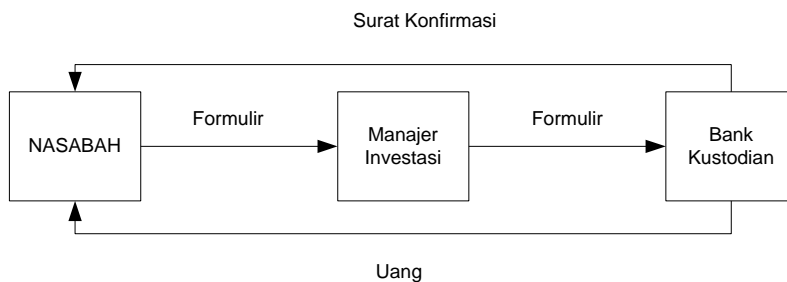 Surat Konfirmasi
NASABAH
Formulir
Manajer
Investasi
Formulir
Bank
Kustodian
Uang